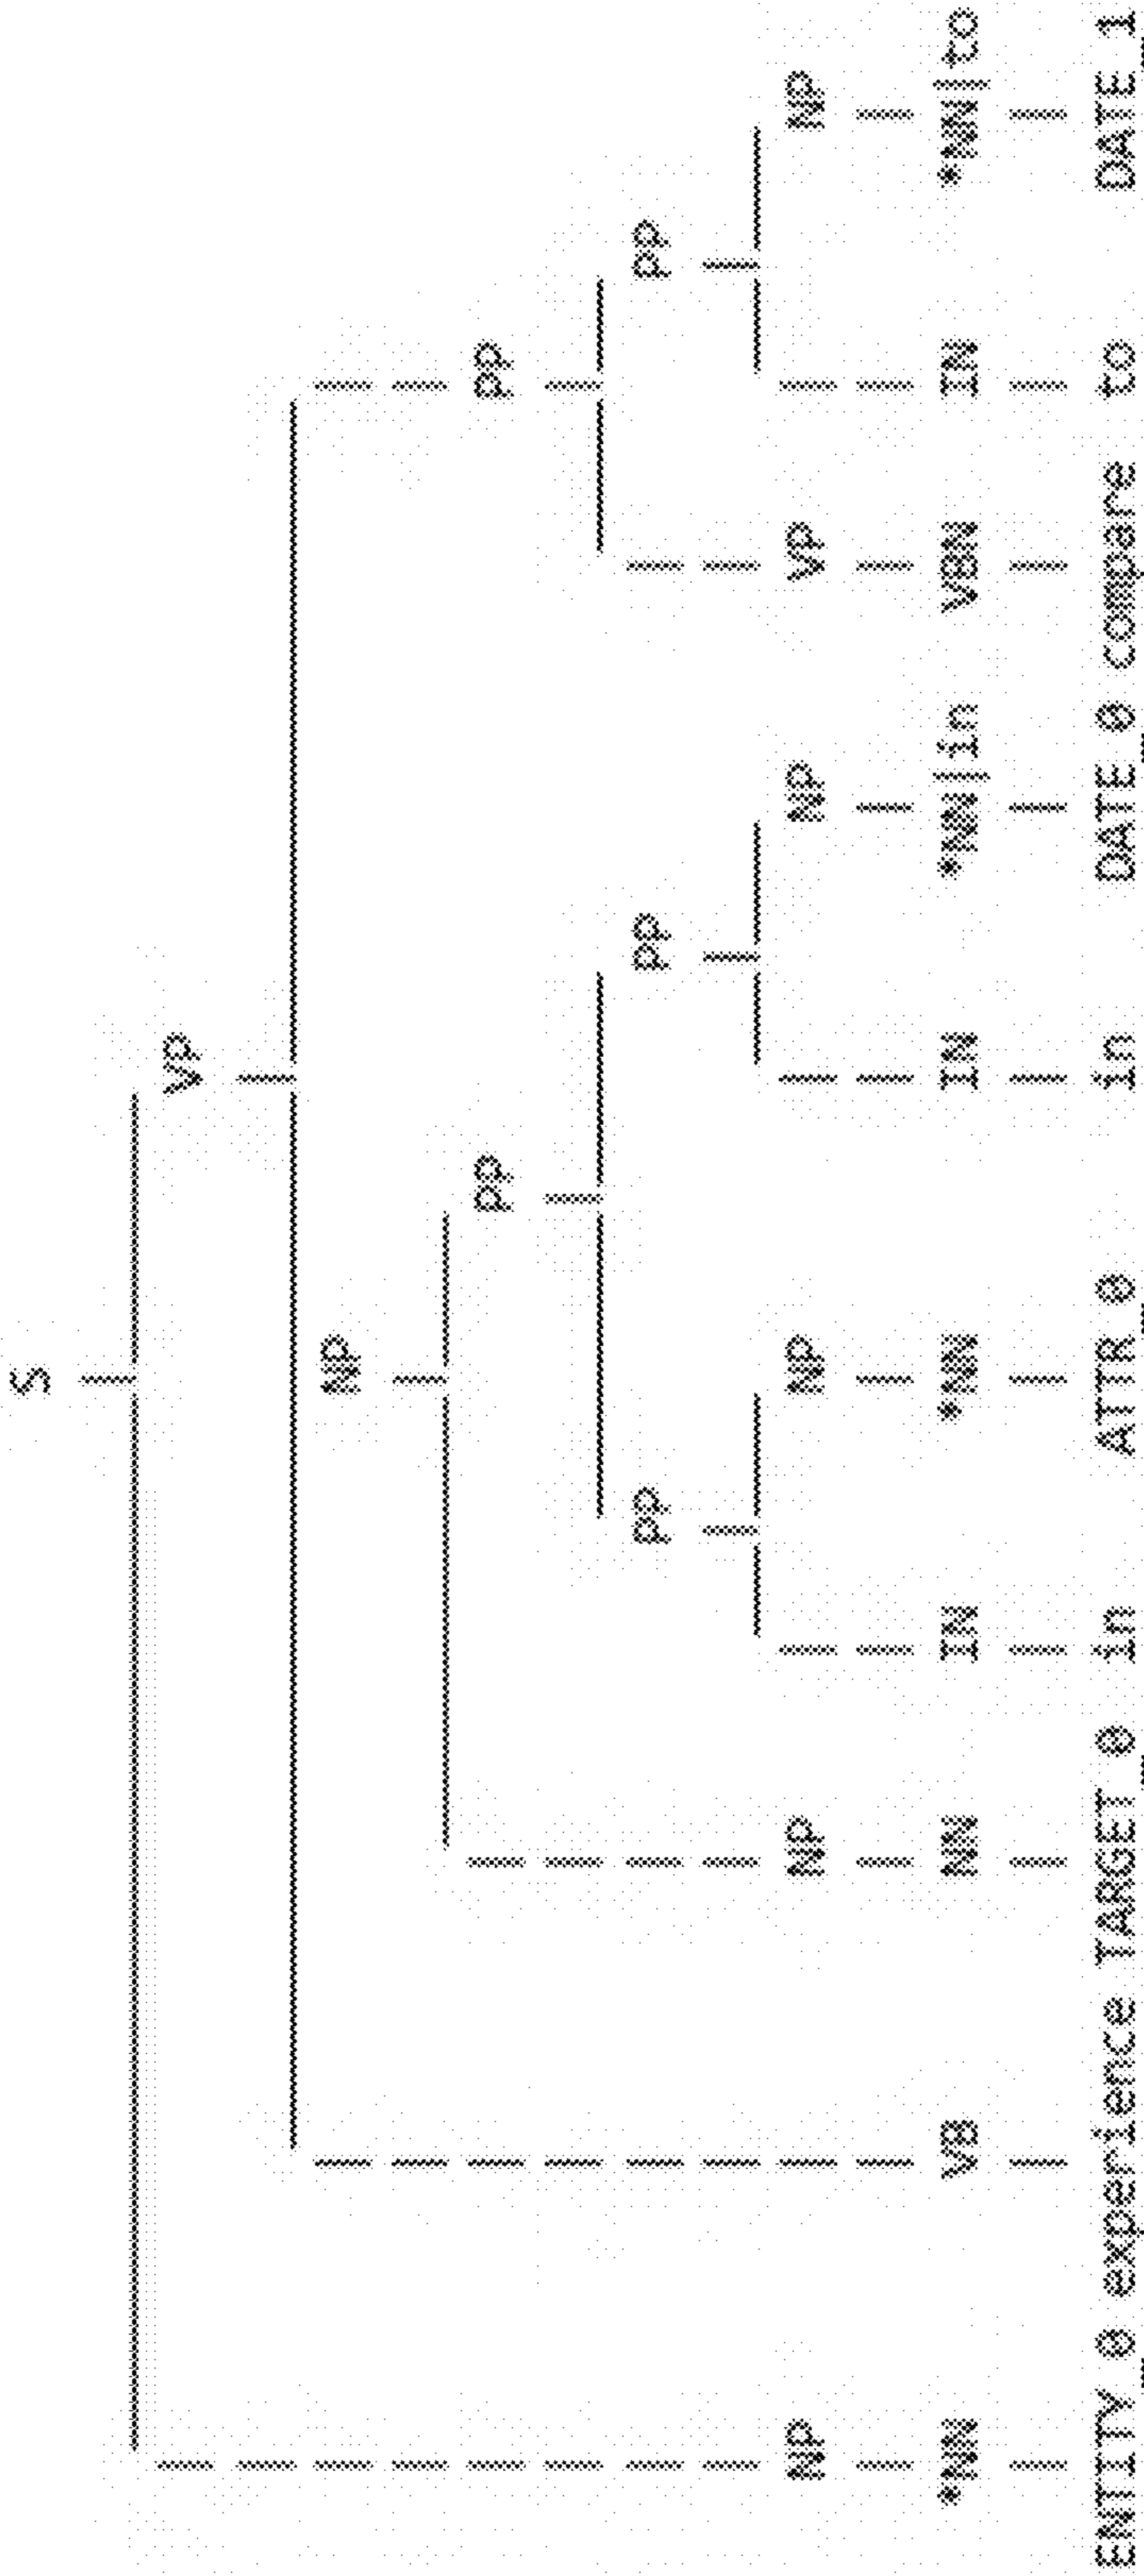 S
VP
NP
PP PP
PP PP PP
NP NP NP NP VP NP
*NN VB NN IN *NN IN *NN|in VBN IN *NN|to
ENTITY_0 experience TARGET_0 in ATTR_0 in DATE_0 compare to DATE_1